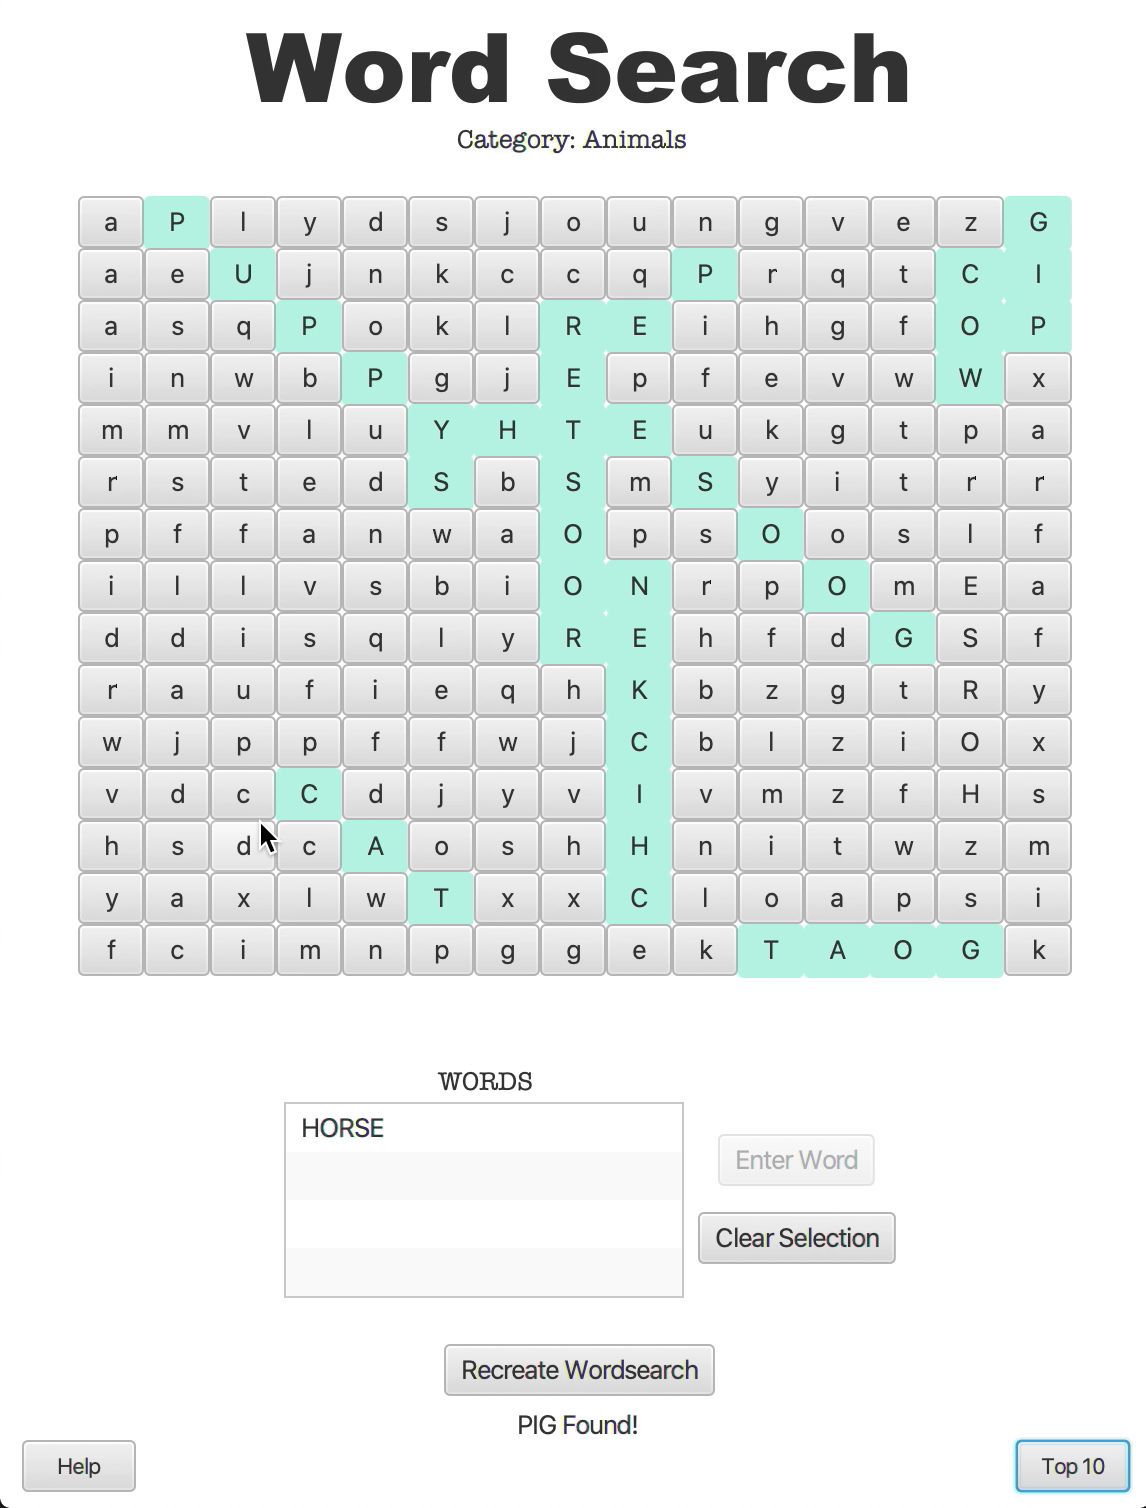 Word Search
Category: Animals
a P l y d s j o u n g v e z G
a e U j n k c c q P r q t C I
a s q P o k l R E i h g f O P
i n w b P g j E p f e v w W x
m m v l u Y H T E u k g t p a
r s t e d S b S m S y i t r r
p f f a n w a O p s O o s l f
i l l v s b i O N r p O m E a
d d i s q l y R E h f d G S f
r a u f i e q h K b z g t R y
w j p p f f w j C b l z i O x
v d c C d j y v I v m z f H s
h s d c A o s h H n i t w z m
y a x l w T x x C l o a p s i
f c i m n p g g e k T A O G k
WORDS
HORSE
Enter Word
Clear Selection
Recreate Wordsearch
PIG Found!
Help
Top 10